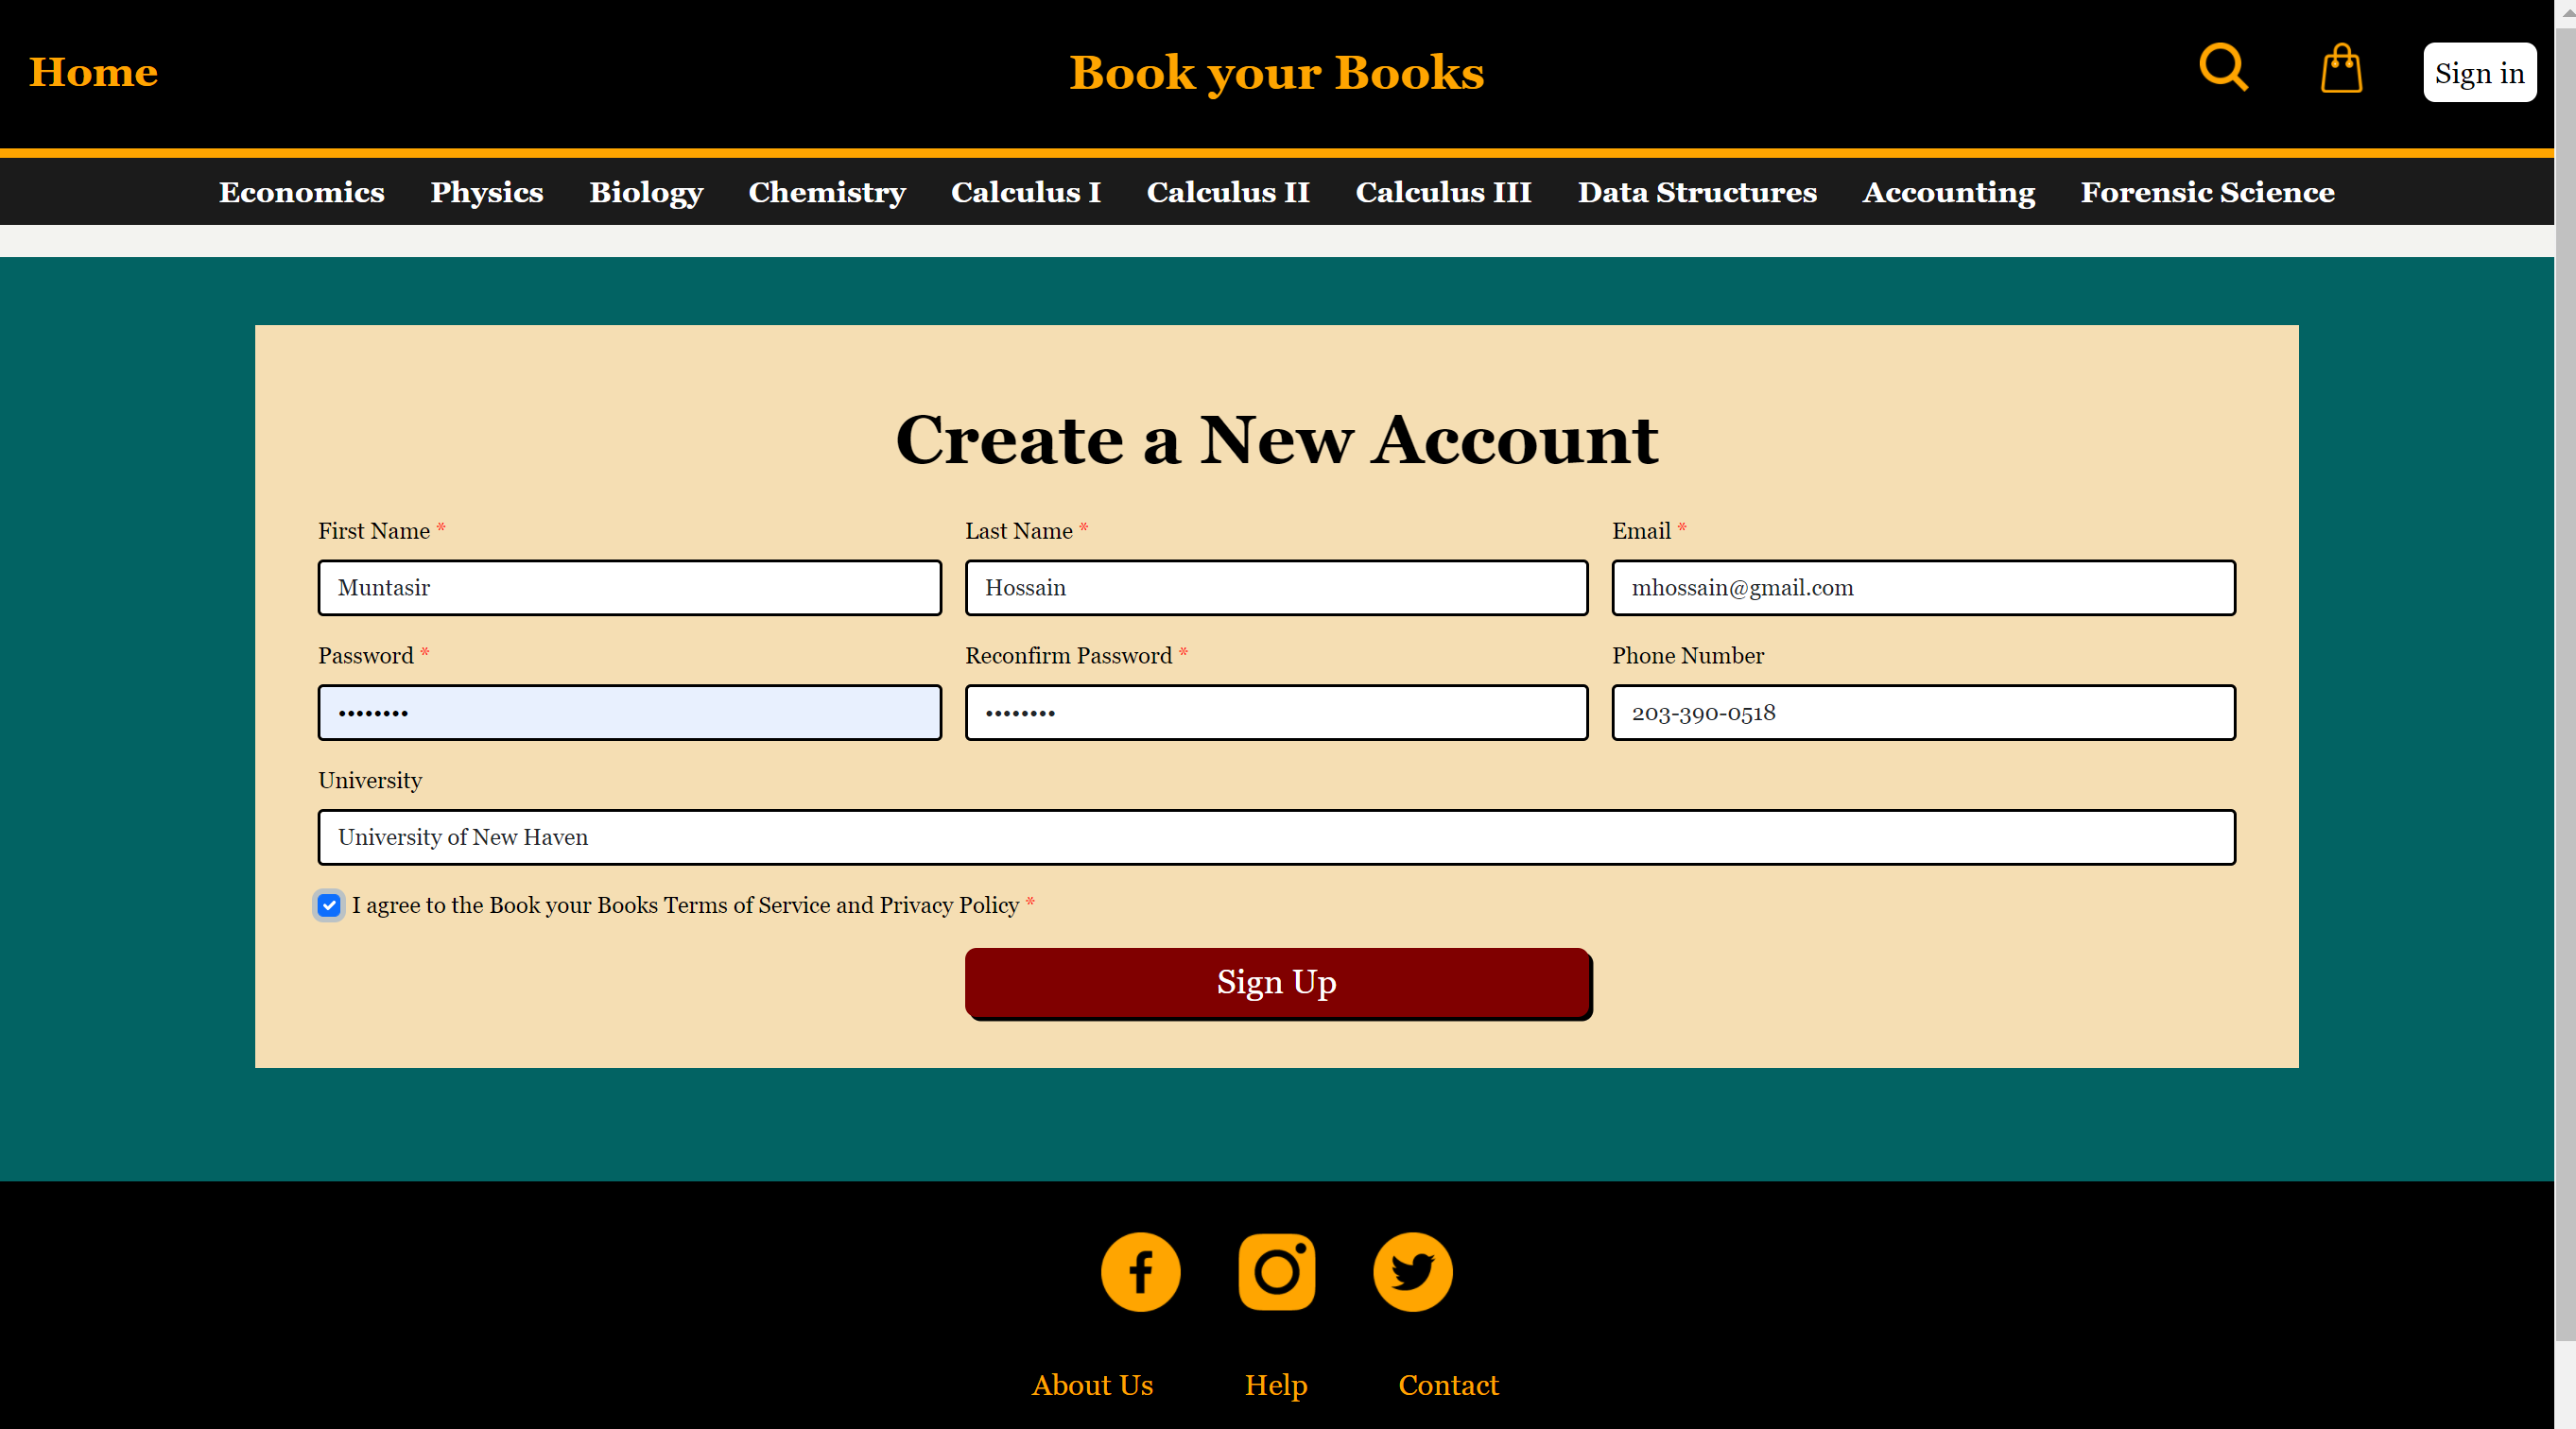 Home Book your Books Sign in
Economics Physics Biology Chemistry Calculus I Calculus II Calculus III Data Structures Accounting Forensic Science
Create a New Account
First Name * Last Name * Email *
Muntasir Hossain mhossain@gmail.com
Password * Reconfirm Password * Phone Number
•••••••• •••••••• 203-390-0518
University
University of New Haven
I agree to the Book your Books Terms of Service and Privacy Policy *
Sign Up
About Us Help Contact